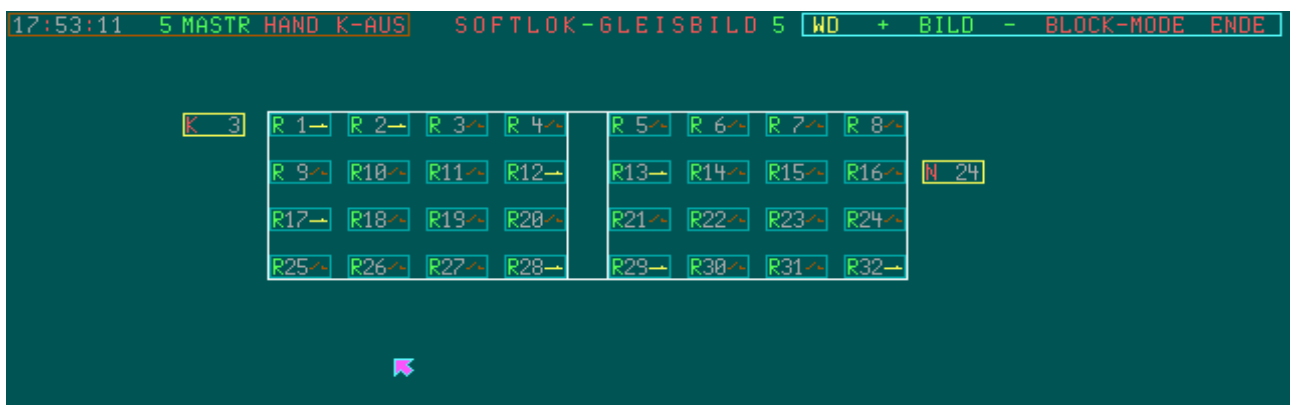 17:53:11 5 MASTR HAND K-AUS SOFTLOK-GLEISBILD 5 WD + BILD - BLOCK-MODE ENDE
K 3 R 1 R 2 R 3 R 4 R 5 R 6 R 7 R 8
R 9 R10 R11 R12 R13 R14 R15 R16 N 24
R17 R18 R19 R20 R21 R22 R23 R24
R25 R26 R27 R28 R29 R30 R31 R32